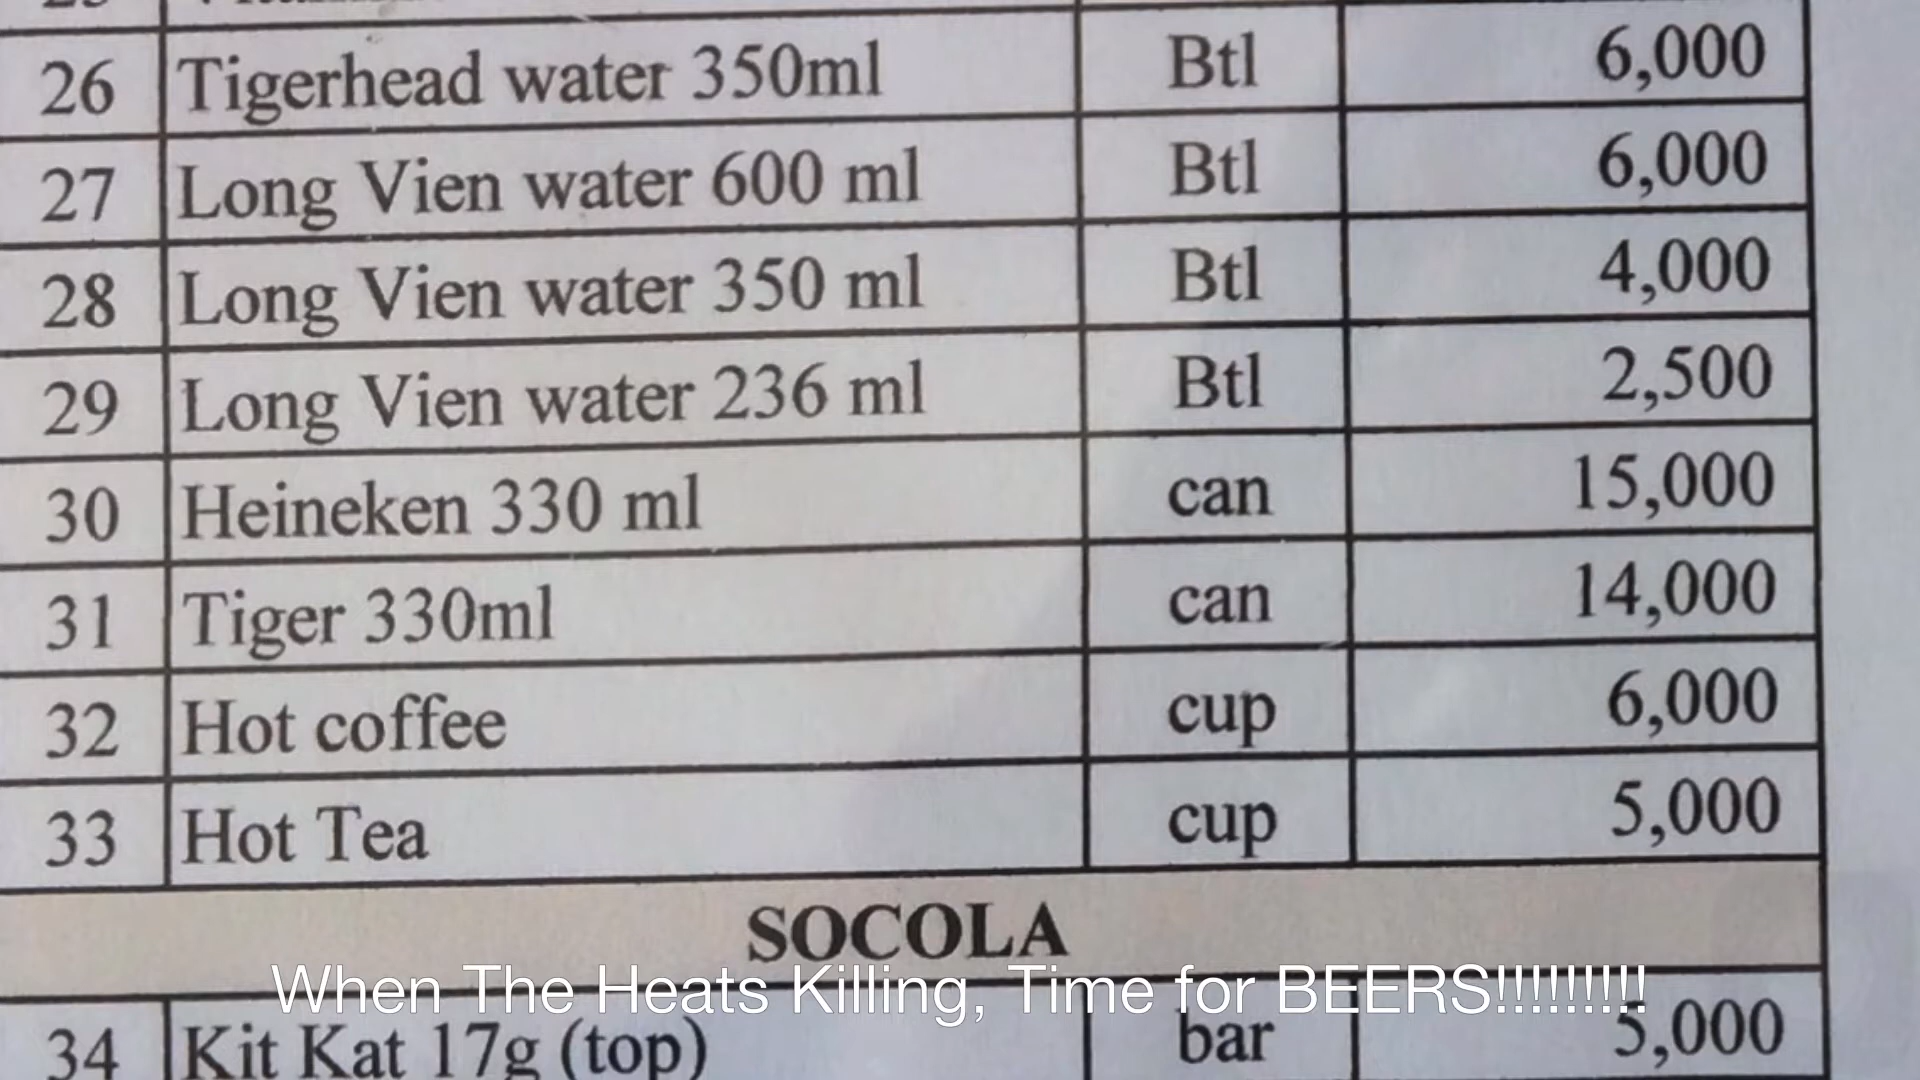 26 Tigerhead water 350ml Btl 6,000
27 Long Vien water 600 ml Btl 6,000
28 Long Vien water 350 ml Btl 4,000
29 Long Vien water 236 ml Btl 2,500
30 Heineken 330 ml can 15,000
31 Tiger 330ml can 14,000
32 Hot coffee cup 6,000
33 Hot Tea cup 5,000
SOCOLA
When The Heats Killing, Time for BEERS!!!!!!!!!!
34 Kit Kat 17g (top) bar 5,000